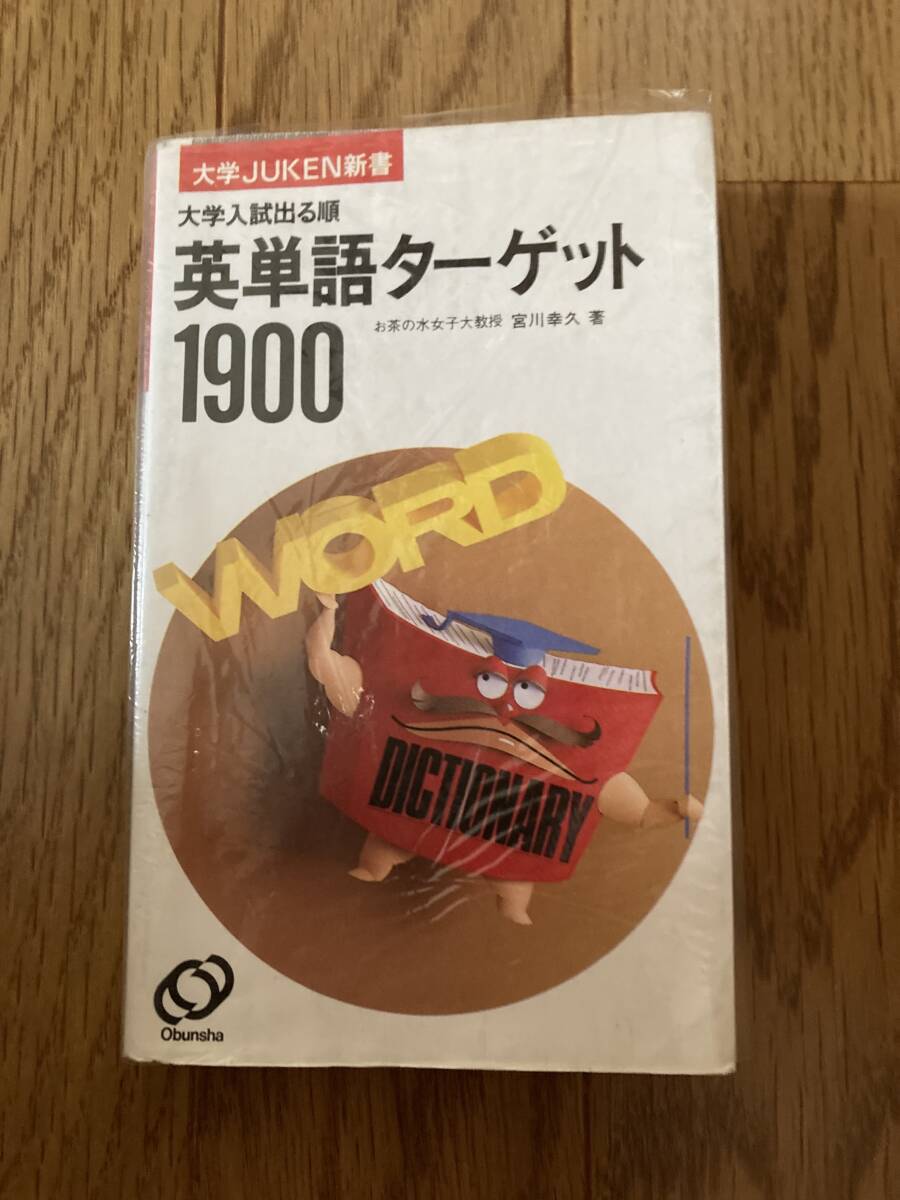 大学JUKEN新書
大学入試出る順
英単語ターゲット
1900
お茶の水女子大教授 宮川幸久 著
WORD
DICTIONARY
Obunsha